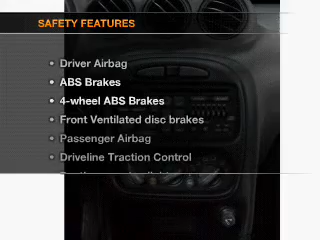 SAFETY FEATURES
• Driver Airbag
• ABS Brakes
• 4-wheel ABS Brakes
• Front Ventilated disc brakes
• Passenger Airbag
• Driveline Traction Control